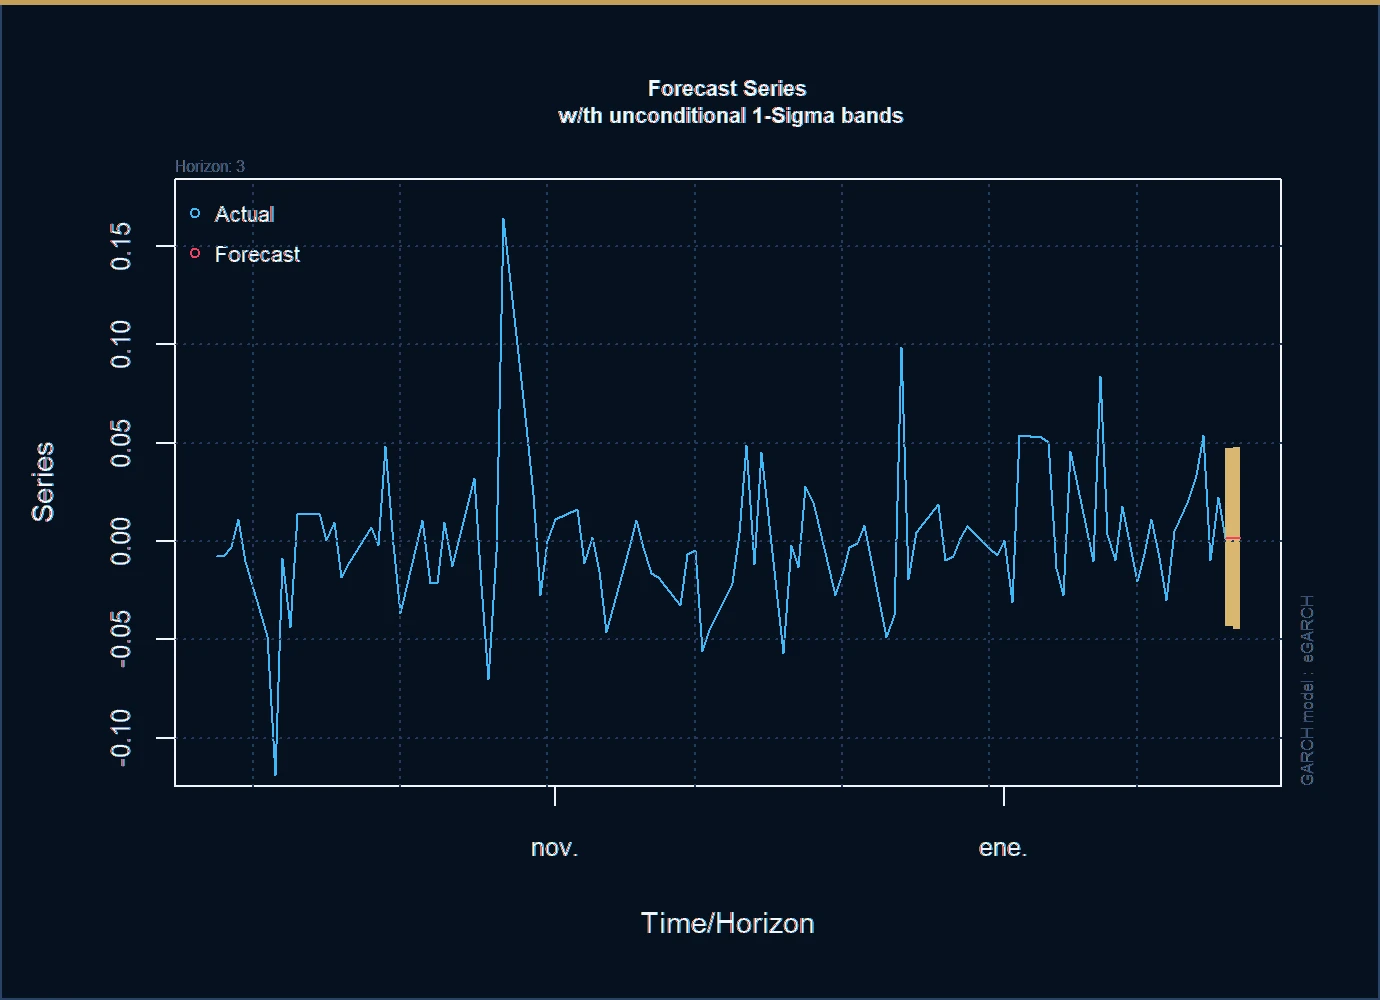 Forecast Series
w/th unconditional 1-Sigma bands
Horizon: 3
Actual
Forecast
0.15
0.10
0.05
0.00
-0.05
-0.10
Series
nov.
ene.
Time/Horizon
GARCH model : eGARCH